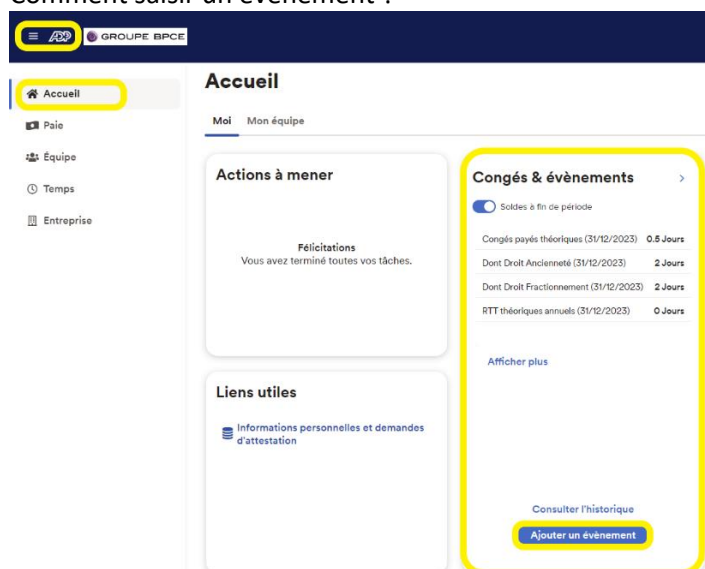 Comment saisir un évènement ?
ADP GROUPE BPCE
Accueil
Paie
Équipe
Temps
Entreprise
Accueil
Moi Mon équipe
Actions à mener
Félicitations
Vous avez terminé toutes vos tâches.
Liens utiles
Informations personnelles et demandes
d'attestation
Congés & évènements
Soldes à fin de période
Congés payés théoriques (31/12/2023) 0.5 Jours
Dont Droit Ancienneté (31/12/2023) 2 Jours
Dont Droit Fractionnement (31/12/2023) 2 Jours
RTT théoriques annuels (31/12/2023) 0 Jours
Afficher plus
Consulter l'historique
Ajouter un évènement